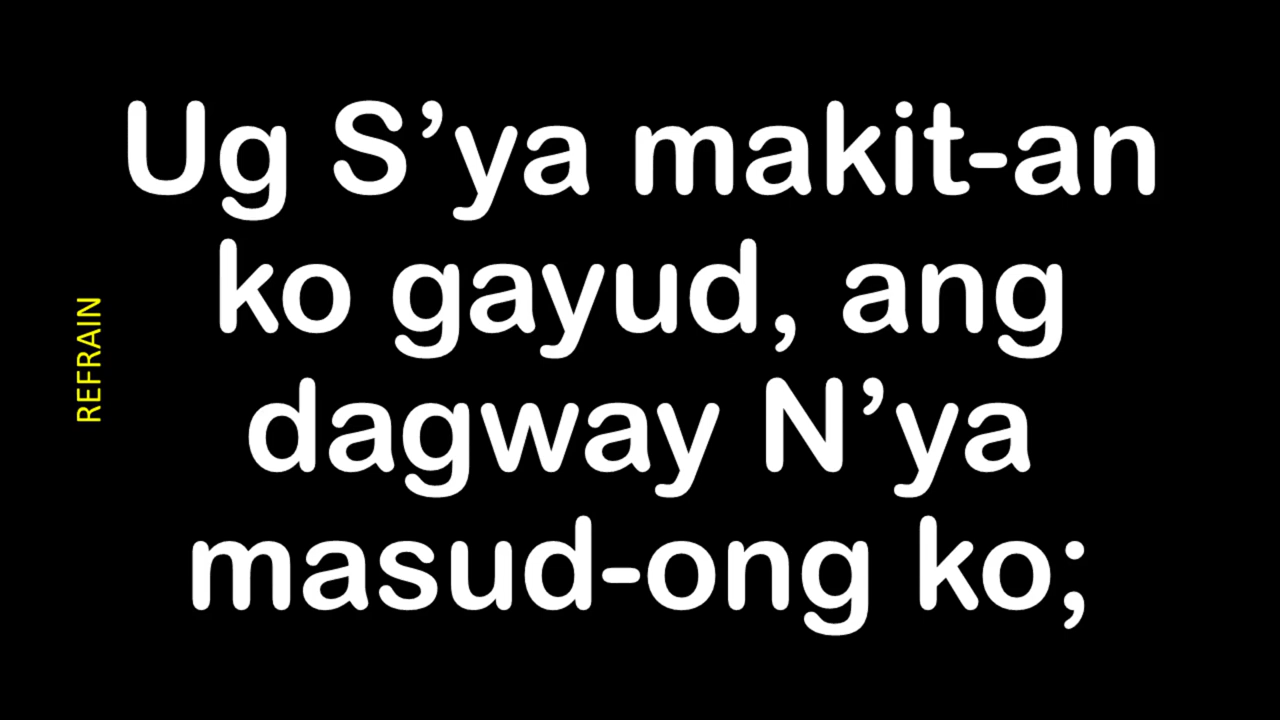 Ug S’ya makit-an
ko gayud, ang
dagway N’ya
masud-ong ko;
REFRAIN